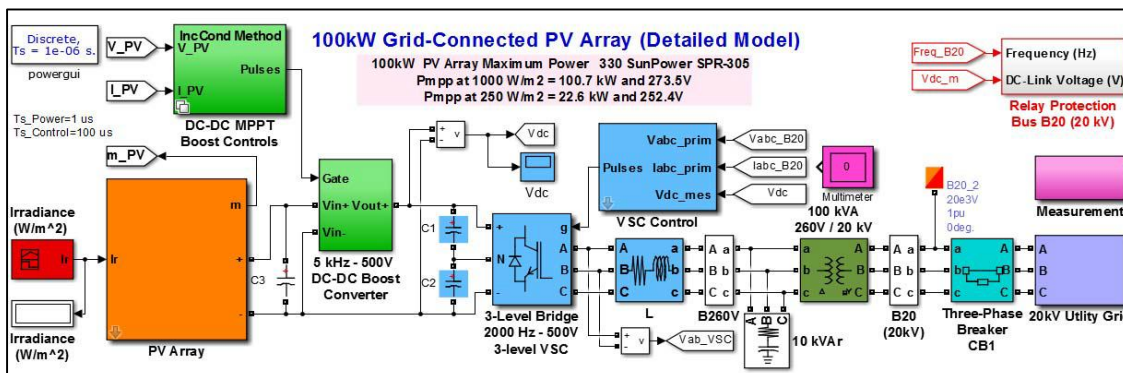 Discrete,
Ts = 1e-06 s.
powergui
V_PV
I_PV
IncCond Method
V_PV
Pulses
I_PV
DC-DC MPPT
Boost Controls
100kW Grid-Connected PV Array (Detailed Model)
100kW PV Array Maximum Power 330 SunPower SPR-305
Pmpp at 1000 W/m2 = 100.7 kW and 273.5V
Pmpp at 250 W/m2 = 22.6 kW and 252.4V
Freq_B20
Vdc_m
Frequency (Hz)
DC-Link Voltage (V)
Relay Protection
Bus B20 (20 kV)
Ts_Power=1 us
Ts_Control=100 us
m_PV
Irradiance
(W/m^2)
Ir
Irradiance
(W/m^2)
Ir
m
+
-
PV Array
C3
Gate
Vin+ Vout+
Vin-
5 kHz - 500V
DC-DC Boost
Converter
+
-
v
Vdc
Vdc
C1
C2
g
+
N
-
A
B
C
3-Level Bridge
2000 Hz - 500V
3-level VSC
Pulses
Vabc_prim
Iabc_prim
Vdc_mes
VSC Control
Vabc_B20
Iabc_B20
Vdc
0
Multimeter
100 kVA
260V / 20 kV
A a
B b
C c
L
A a
B b
C c
B260V
+
-
v
Vab_VSC
A B C
10 kVAr
a A
b B
c C
A a
B b
C c
B20
(20kV)
B20_2
20e3V
1pu
0deg.
a A
b B
c C
Three-Phase
Breaker
CB1
Measurement
A
B
C
20kV Utlity Gri